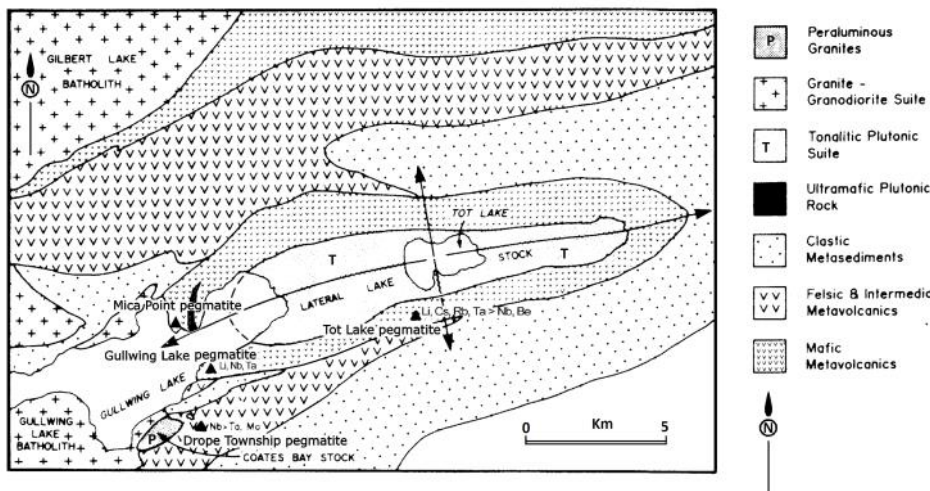 GILBERT LAKE
BATHOLITH
N
TOT LAKE
T
STOCK
T
LATERAL LAKE
Mica Point pegmatite
Li, Cs, Rb, Ta > Nb, Be
Tot Lake pegmatite
Gullwing Lake pegmatite
Li, Nb, Ta
GULLWING LAKE
GULLWING
LAKE
BATHOLITH
P
Nb>Ta, Mo
Drope Township pegmatite
COATES BAY STOCK
0
Km
5
P
Peraluminous
Granites
Granite -
Granodiorite Suite
T
Tonalitic Plutonic
Suite
Ultramafic Plutonic
Rock
Clastic
Metasediments
Felsic & Intermedic
Metavolcanics
Mafic
Metavolcanics
N